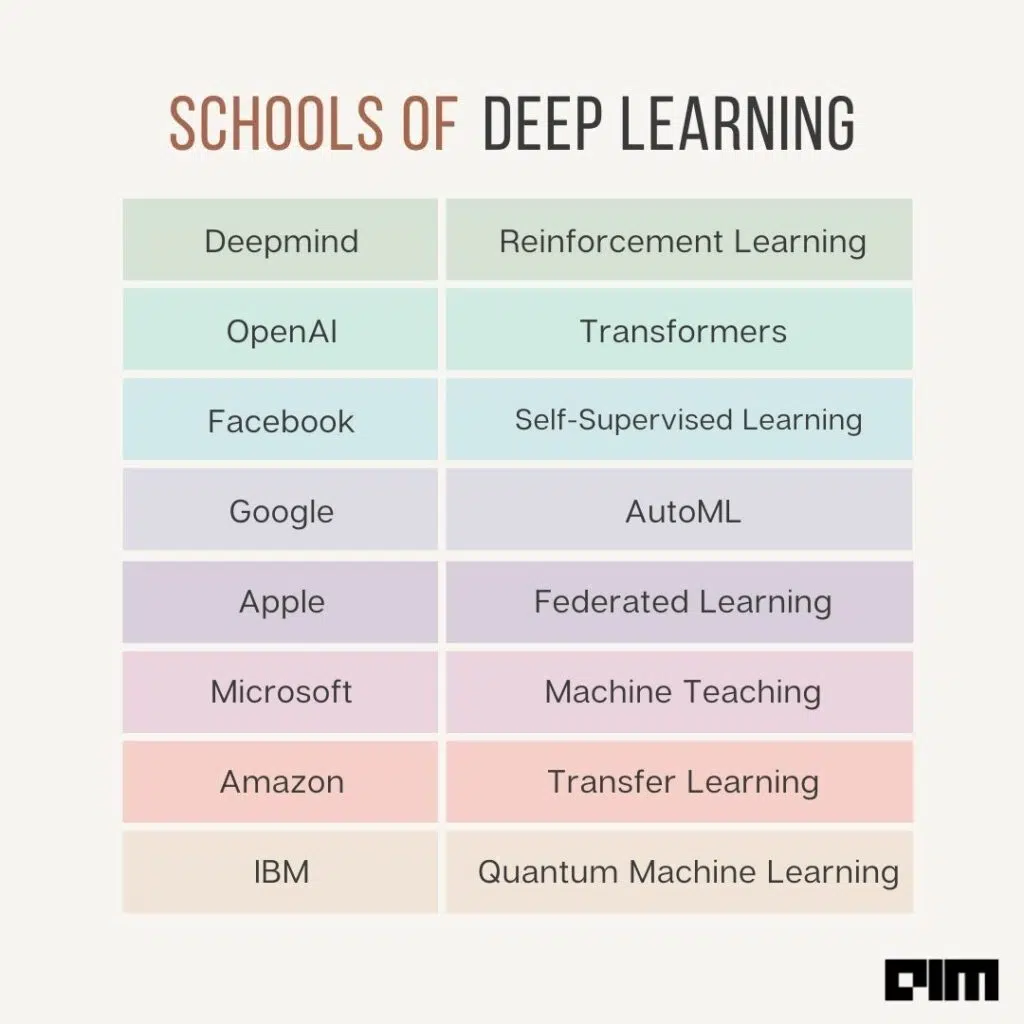 SCHOOLS OF DEEP LEARNING
Deepmind Reinforcement Learning
OpenAI Transformers
Facebook Self-Supervised Learning
Google AutoML
Apple Federated Learning
Microsoft Machine Teaching
Amazon Transfer Learning
IBM Quantum Machine Learning
AIM